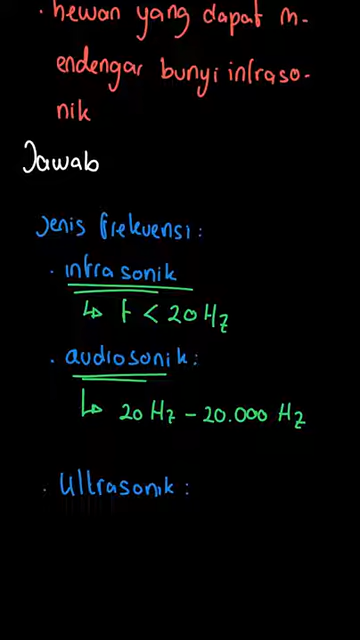 • hewan yang dapat m-
endengar bunyi infraso-
nik
Jawab
Jenis frekuensi:
• infrasonik
↳ f < 20 Hz
• audiosonik:
↳ 20 Hz - 20.000 Hz
• Ultrasonik: